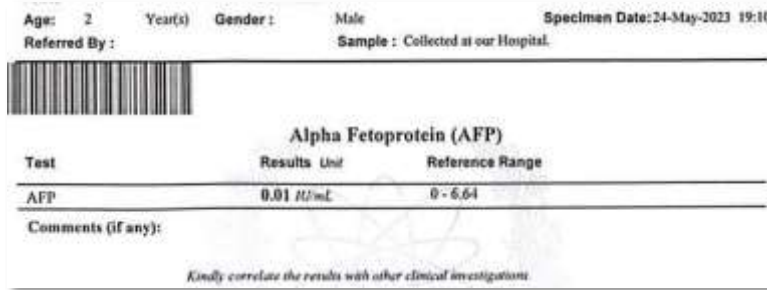 Age: 2 Year(s) Gender : Male Specimen Date:24-May-2023 19:10
Referred By : Sample : Collected at our Hospital.
Alpha Fetoprotein (AFP)
Test Results Unit Reference Range
AFP 0.01 IU/mL 0 - 6.64
Comments (if any):
Kindly correlate the results with other clinical investigations